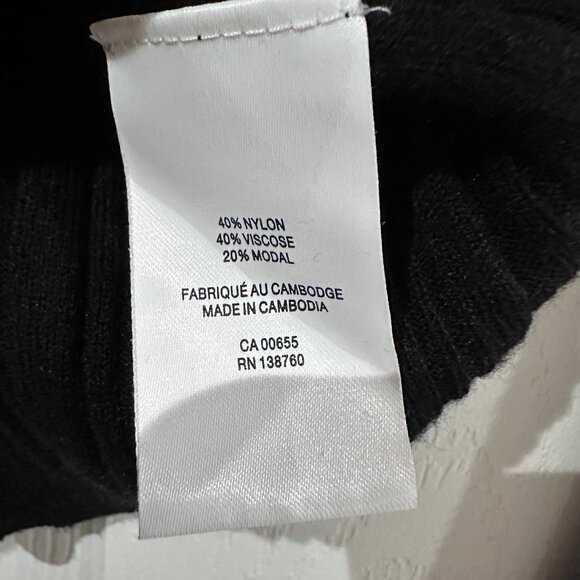 40% NYLON
40% VISCOSE
20% MODAL
FABRIQUÉ AU CAMBODGE
MADE IN CAMBODIA
CA 00655
RN 138760